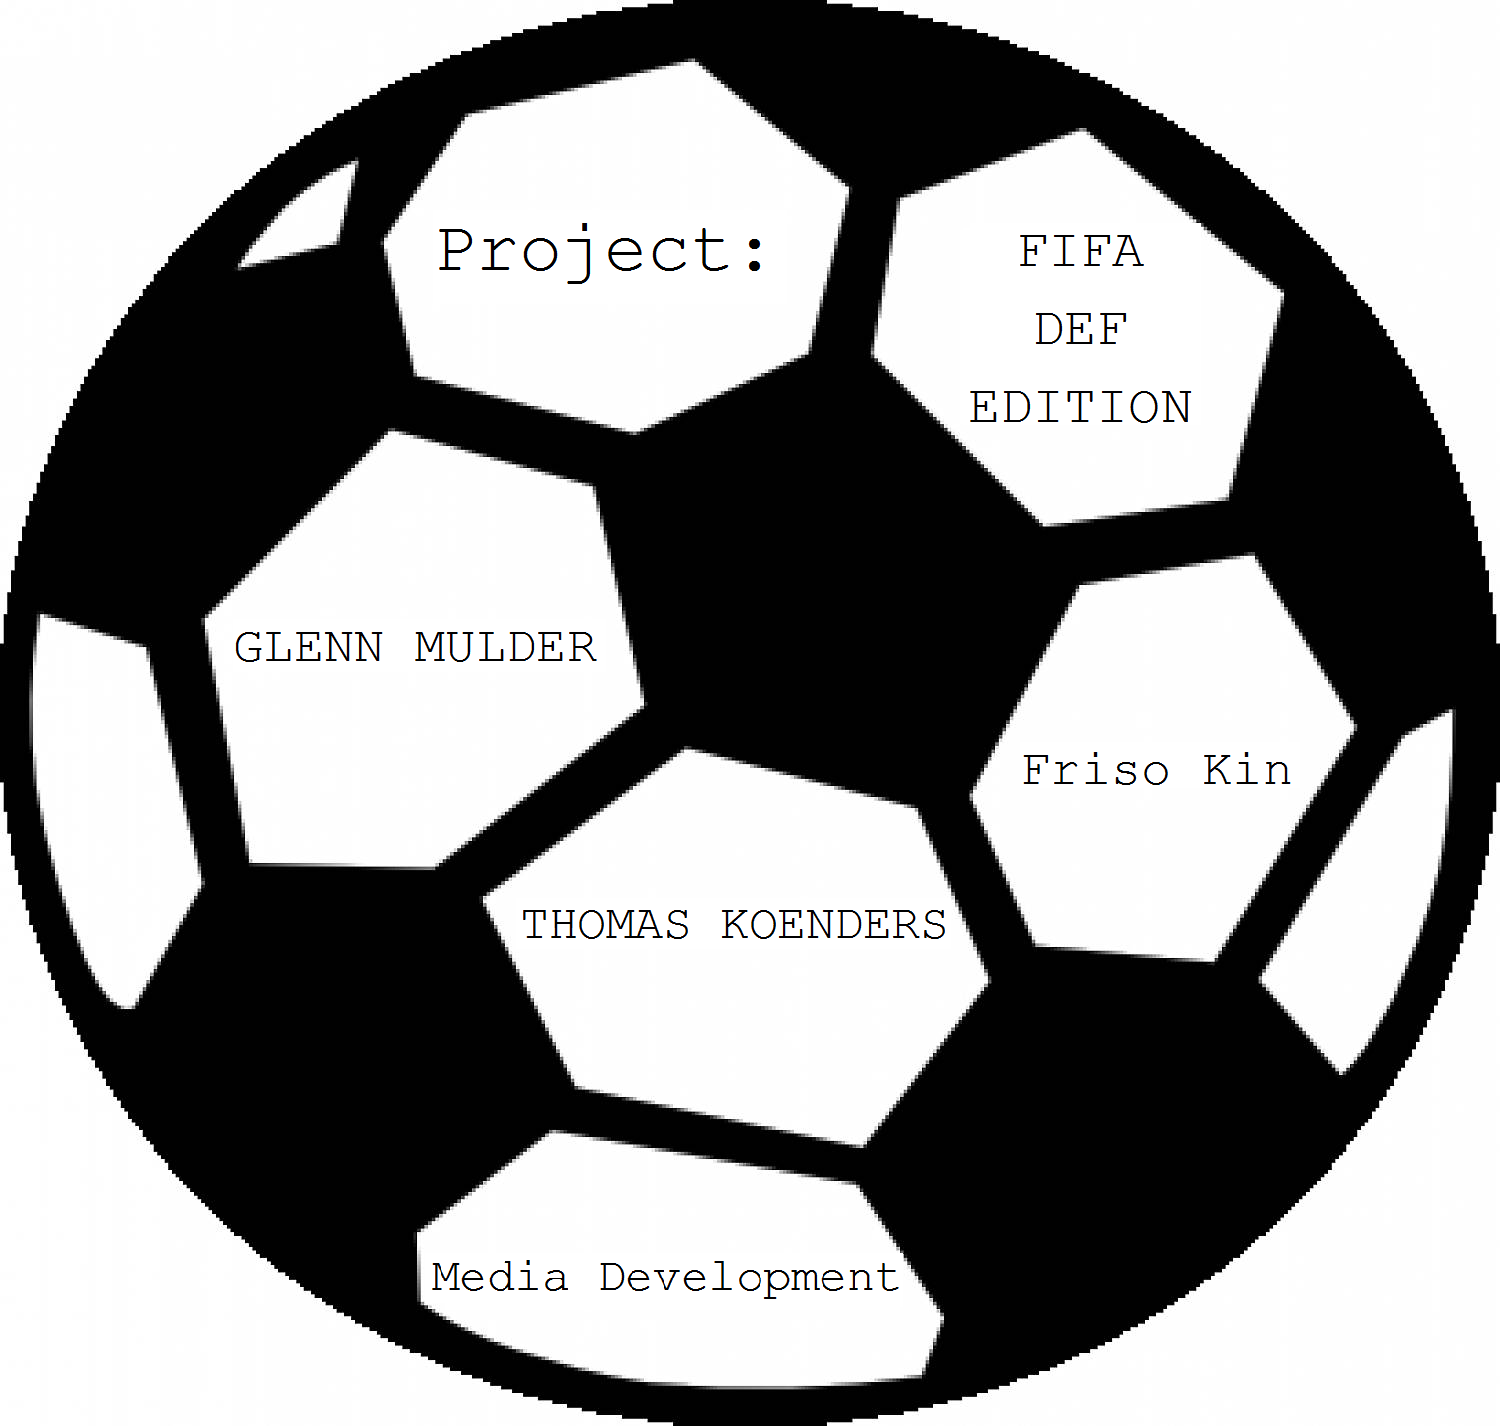 Project:
FIFA
DEF
EDITION
GLENN MULDER
Friso Kin
THOMAS KOENDERS
Media Development